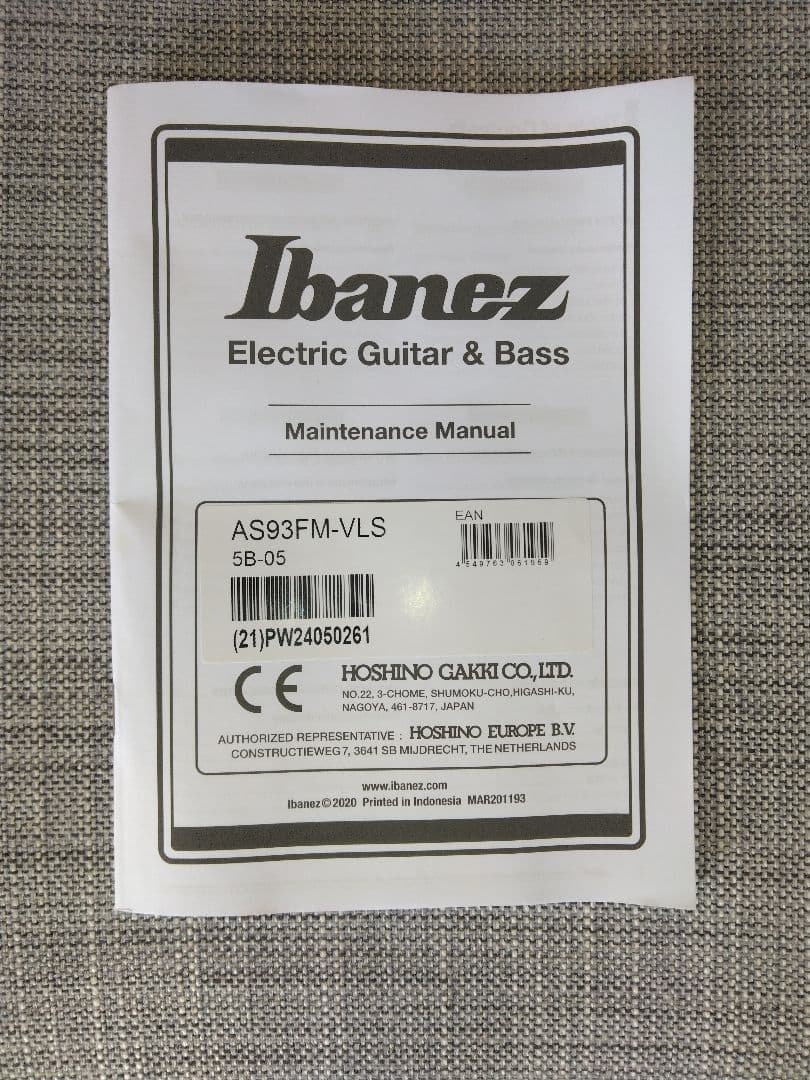 Ibanez
Electric Guitar & Bass
Maintenance Manual
AS93FM-VLS
5B-05
EAN
(21)PW24050261
CE
HOSHINO GAKKI CO., LTD.
NO.22, 3-CHOME, SHUMOKU-CHO,HIGASHI-KU,
NAGOYA, 461-8717, JAPAN
AUTHORIZED REPRESENTATIVE : HOSHINO EUROPE B.V.
CONSTRUCTIEWEG 7, 3641 SB MIJDRECHT, THE NETHERLANDS
www.ibanez.com
Ibanez©2020 Printed in Indonesia MAR201193